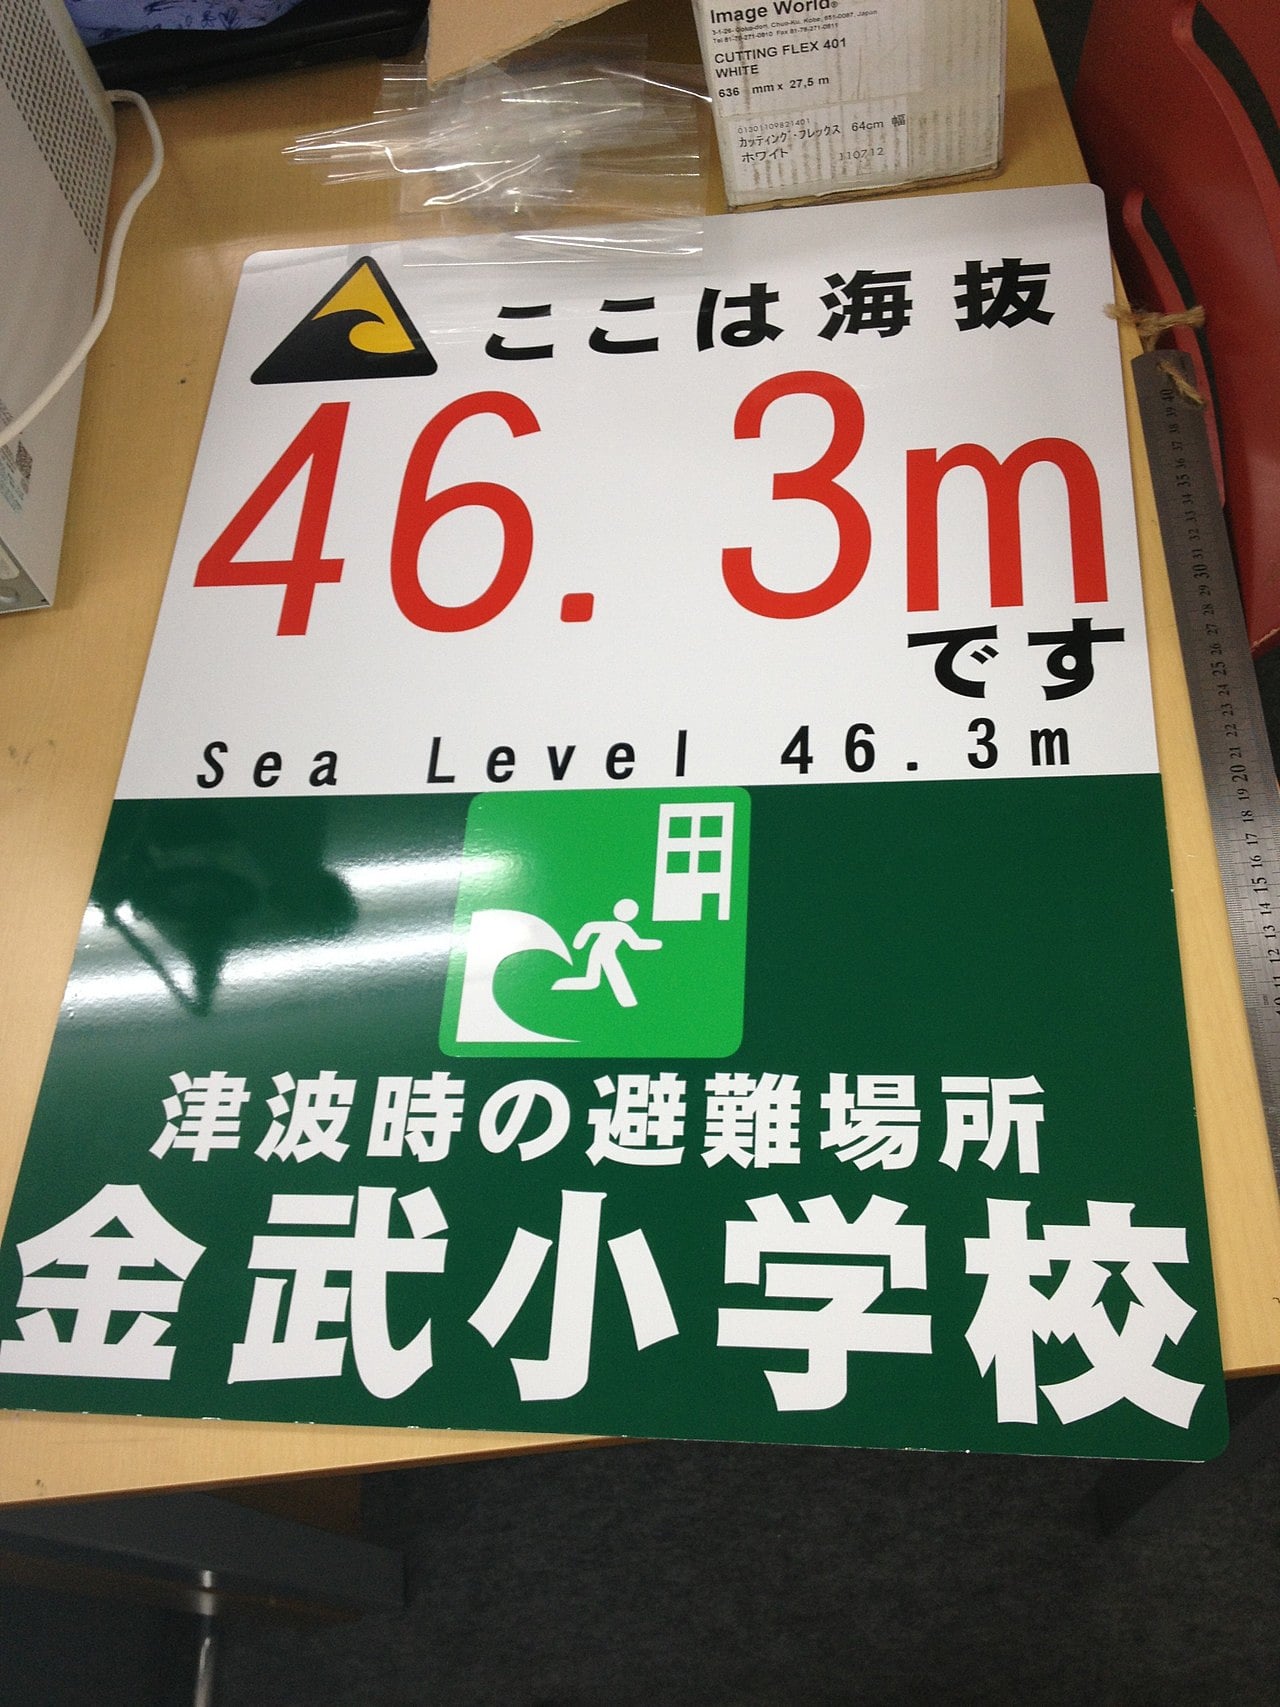 Image World®
CUTTING FLEX 401
WHITE
636 mm x 27,5 m
01501109821401
カッティング・フレックス 64cm 幅
ホワイト 110712
ここは海抜
46.3m
です
Sea Level 46.3m
津波時の避難場所
金武小学校